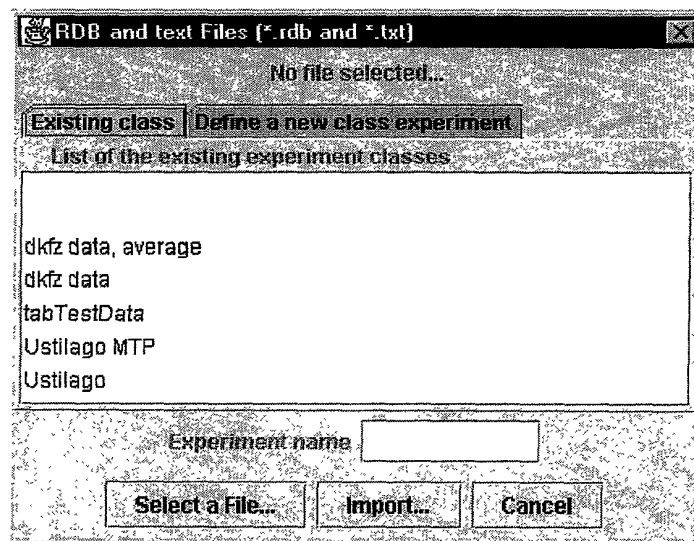 RDB and text Files (*.rdb and *.txt)
No file selected...
Existing class Define a new class experiment
List of the existing experiment classes
dkfz data, average
dkfz data
tabTestData
Ustilago MTP
Ustilago
Experiment name
Select a File... Import... Cancel